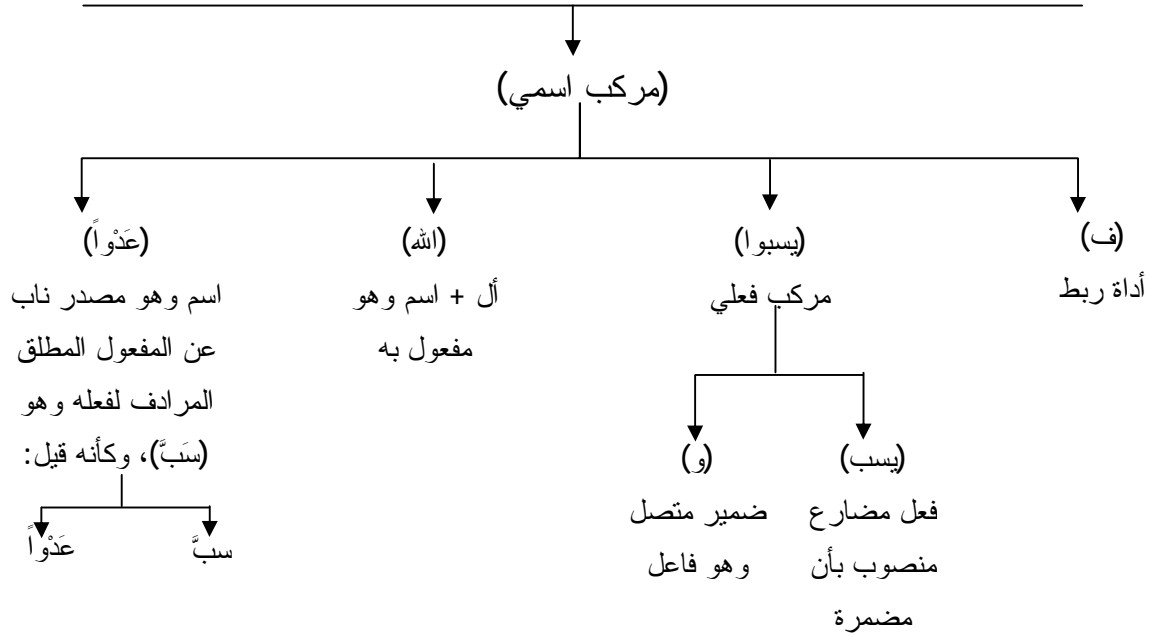 (مركب اسمي)
(ف) (يسبوا) (الله) (عَدْواً)
أداة ربط مركب فعلي أل + اسم وهو اسم وهو مصدر ناب
مفعول به عن المفعول المطلق
المرادف لفعله وهو
(يسب) (و) (سَبَّ)، وكأنه قيل:
فعل مضارع ضمير متصل سبَّ عَدْواً
منصوب بأن وهو فاعل
مضمرة